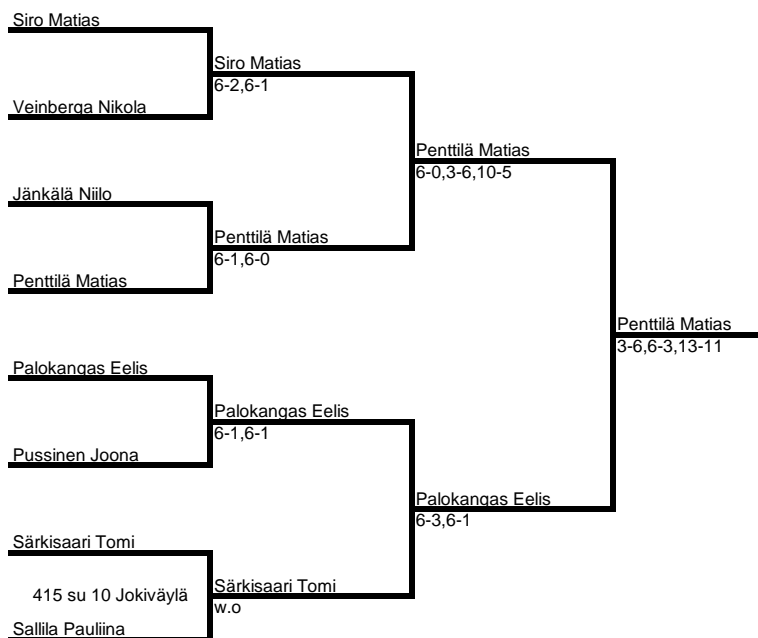 Siro Matias
Siro Matias
6-2,6-1
Veinberga Nikola
Penttilä Matias
6-0,3-6,10-5
Jänkälä Niilo
Penttilä Matias
6-1,6-0
Penttilä Matias
Penttilä Matias
3-6,6-3,13-11
Palokangas Eelis
Palokangas Eelis
6-1,6-1
Pussinen Joona
Palokangas Eelis
6-3,6-1
Särkisaari Tomi
415 su 10 Jokiväylä
Särkisaari Tomi
w.o
Sallila Pauliina